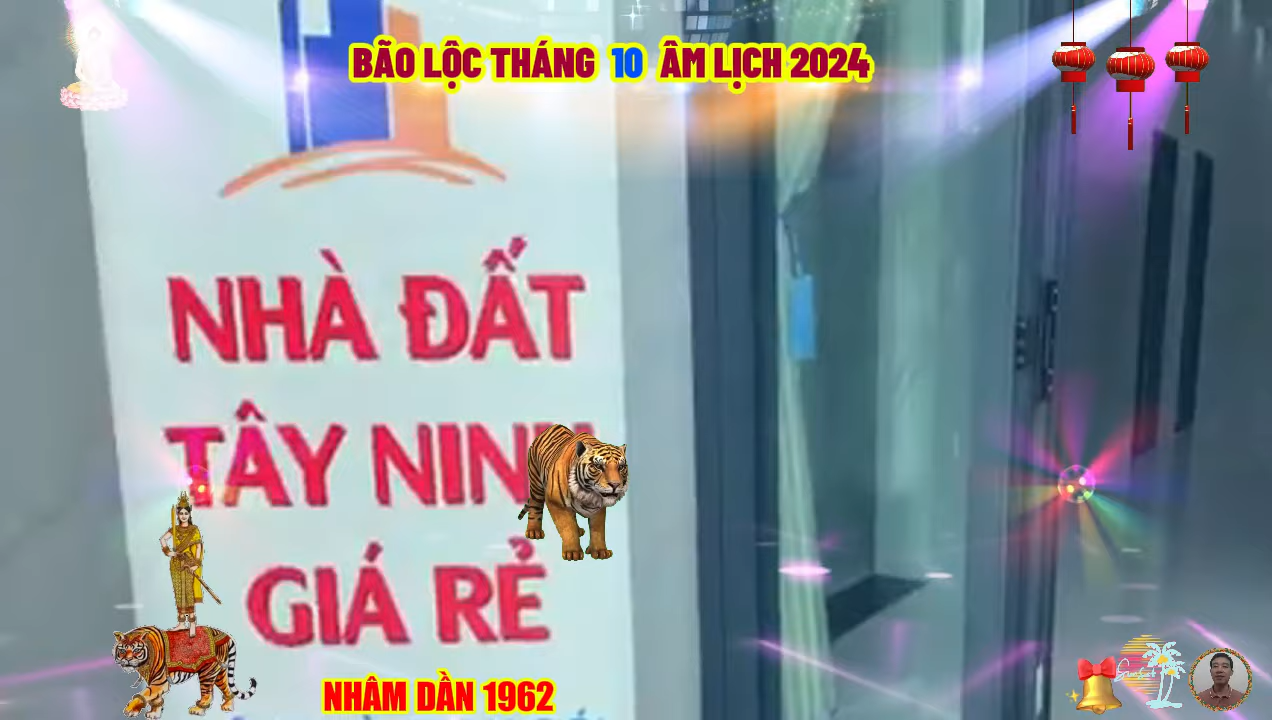 BÃO LỘC THÁNG 10 ÂM LỊCH 2024
NHÀ ĐẤT
TÂY NINH
GIÁ RẺ
NHÂM DẦN 1962